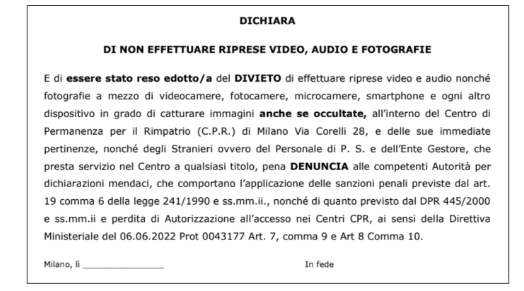 DICHIARA
DI NON EFFETTUARE RIPRESE VIDEO, AUDIO E FOTOGRAFIE
E di essere stato reso edotto/a del DIVIETO di effettuare riprese video e audio nonché
fotografie a mezzo di videocamere, fotocamere, microcamere, smartphone e ogni altro
dispositivo in grado di catturare immagini anche se occultate, all'interno del Centro di
Permanenza per il Rimpatrio (C.P.R.) di Milano Via Corelli 28, e delle sue immediate
pertinenze, nonché degli Stranieri ovvero del Personale di P. S. e dell'Ente Gestore, che
presta servizio nel Centro a qualsiasi titolo, pena DENUNCIA alle competenti Autorità per
dichiarazioni mendaci, che comportano l'applicazione delle sanzioni penali previste dal art.
19 comma 6 della legge 241/1990 e ss.mm.ii., nonché di quanto previsto dal DPR 445/2000
e ss.mm.ii e perdita di Autorizzazione all'accesso nei Centri CPR, ai sensi della Direttiva
Ministeriale del 06.06.2022 Prot 0043177 Art. 7, comma 9 e Art 8 Comma 10.
Milano, lì __________________ In fede